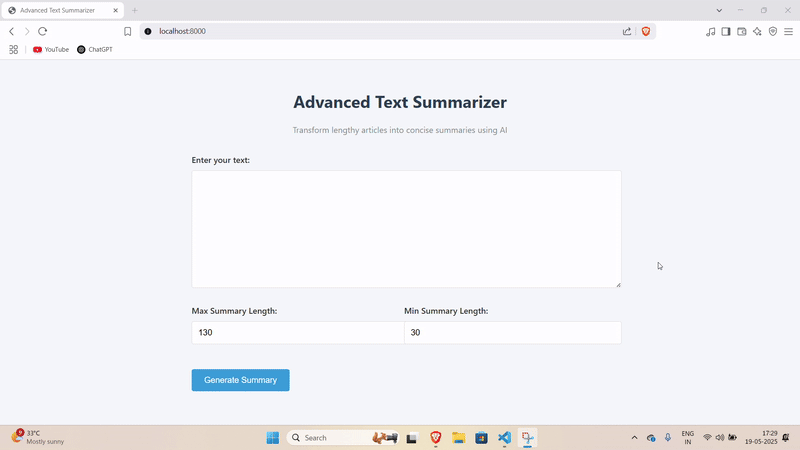 Advanced Text Summarizer
localhost:8000
YouTube
ChatGPT
Advanced Text Summarizer
Transform lengthy articles into concise summaries using AI
Enter your text:
Max Summary Length:
Min Summary Length:
130
30
Generate Summary
9
33°C
Mostly sunny
Search
ENG
IN
17:29
19-05-2025